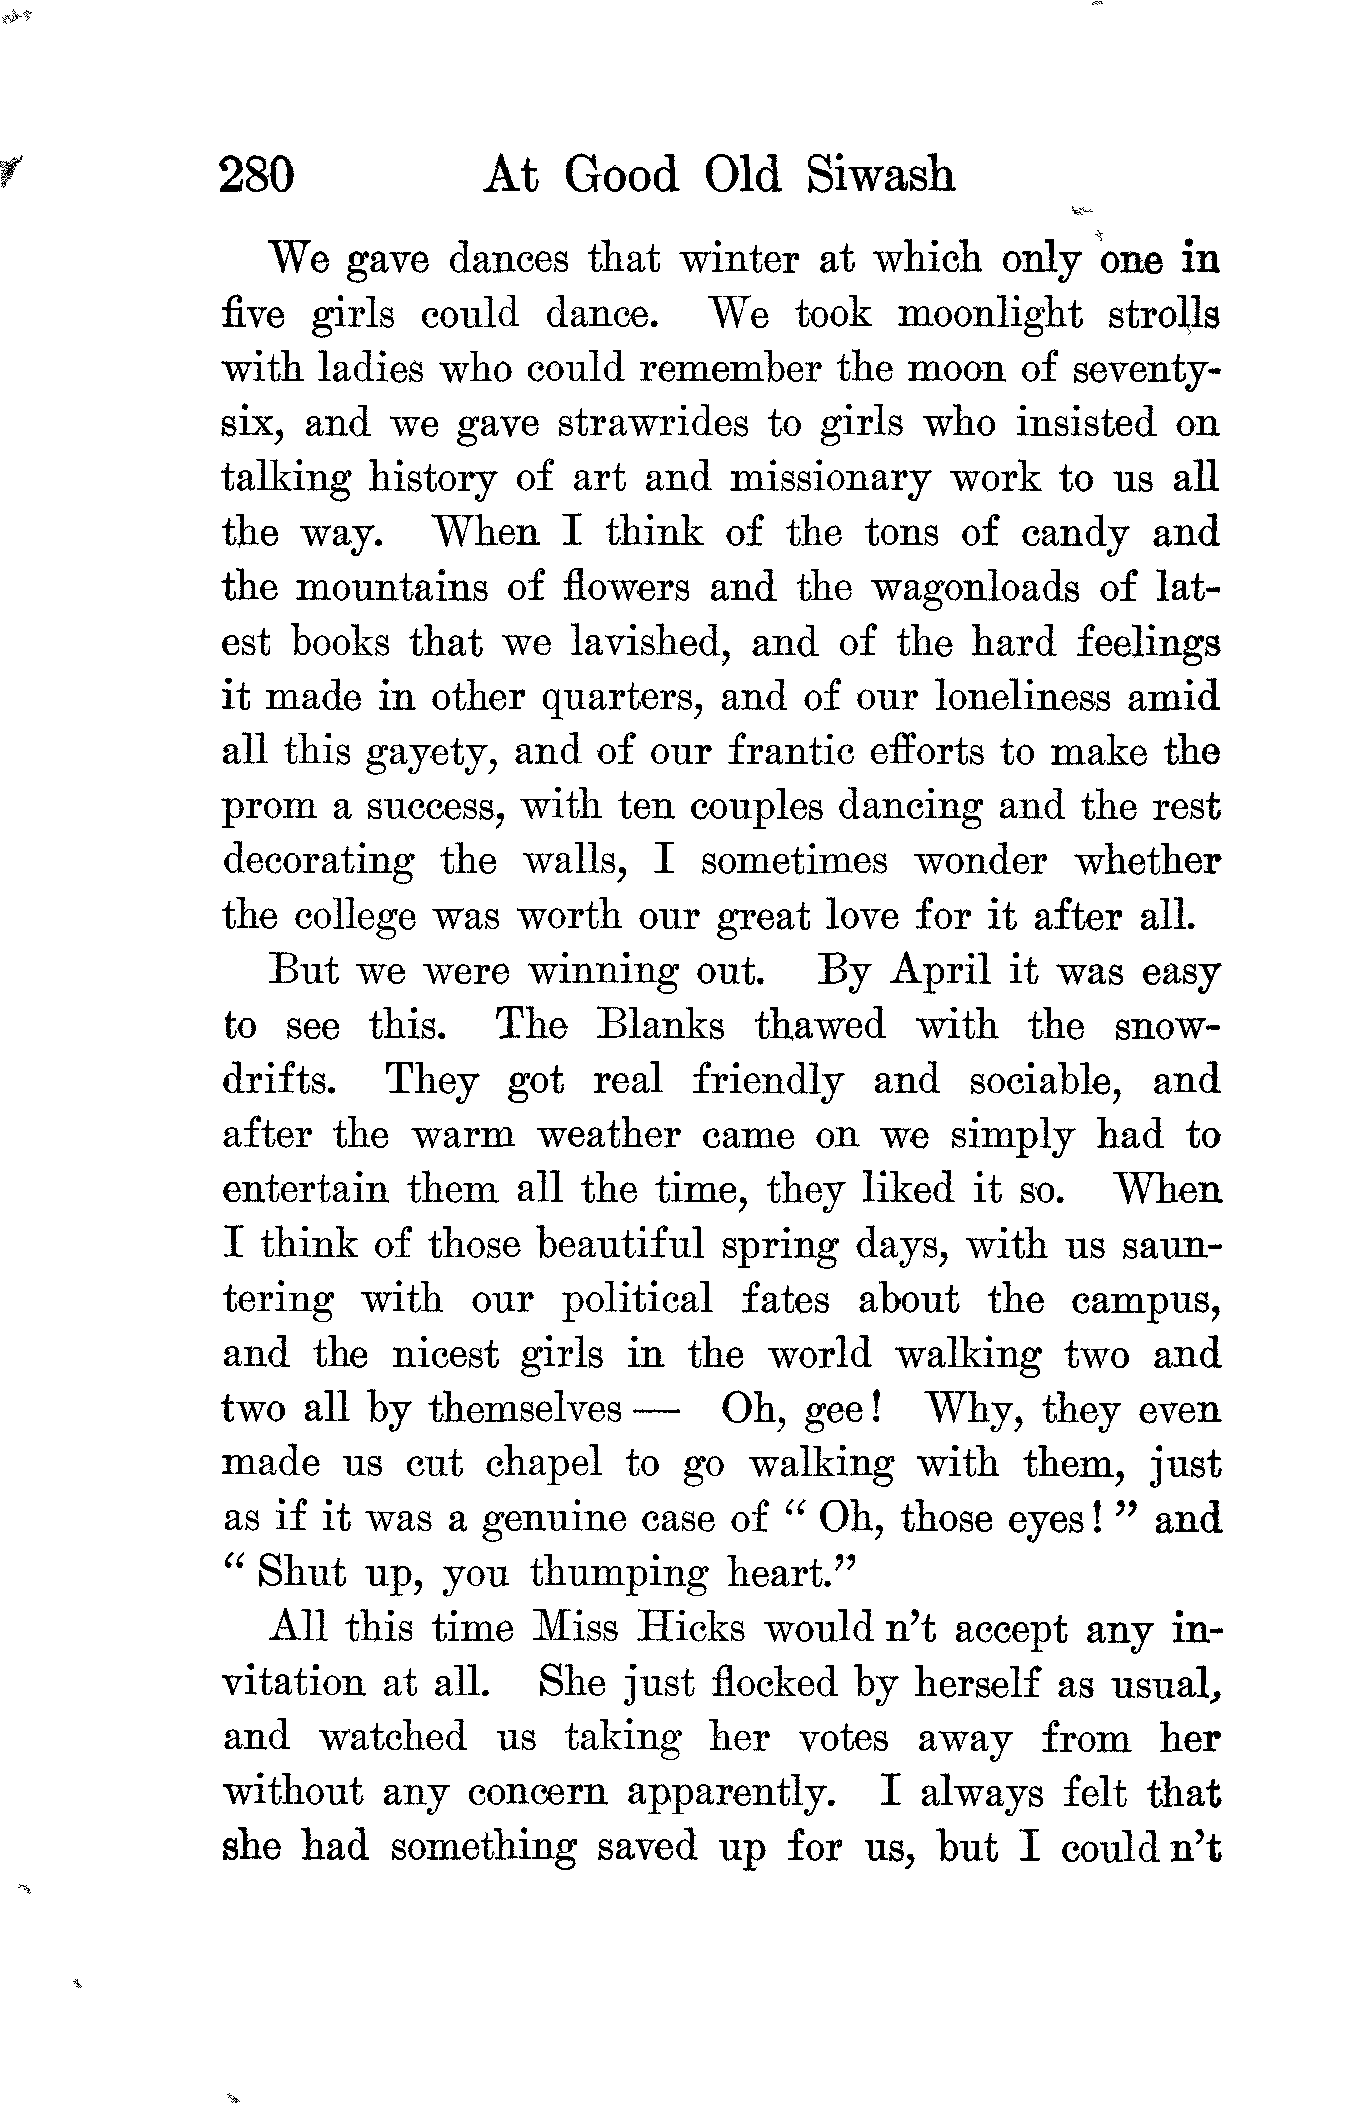 280 At Good Old Siwash
We gave dances that winter at which only one in
five girls could dance. We took moonlight strolls
with ladies who could remember the moon of seventy-
six, and we gave strawrides to girls who insisted on
talking history of art and missionary work to us all
the way. When I think of the tons of candy and
the mountains of flowers and the wagonloads of lat-
est books that we lavished, and of the hard feelings
it made in other quarters, and of our loneliness amid
all this gayety, and of our frantic efforts to make the
prom a success, with ten couples dancing and the rest
decorating the walls, I sometimes wonder whether
the college was worth our great love for it after all.
But we were winning out. By April it was easy
to see this. The Blanks thawed with the snow-
drifts. They got real friendly and sociable, and
after the warm weather came on we simply had to
entertain them all the time, they liked it so. When
I think of those beautiful spring days, with us saun-
tering with our political fates about the campus,
and the nicest girls in the world walking two and
two all by themselves — Oh, gee! Why, they even
made us cut chapel to go walking with them, just
as if it was a genuine case of “ Oh, those eyes! ” and
“ Shut up, you thumping heart.”
All this time Miss Hicks would n’t accept any in-
vitation at all. She just flocked by herself as usual,
and watched us taking her votes away from her
without any concern apparently. I always felt that
she had something saved up for us, but I could n’t